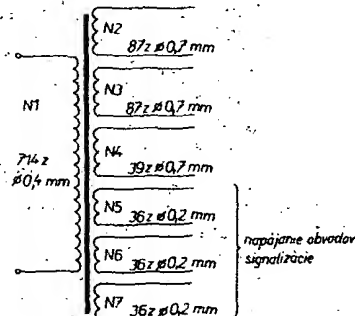 N2
87z ø0,7 mm
N3
87z ø0,7 mm
N1
N4
39z ø0,7 mm
714 z
ø0,4 mm
N5
36z ø0,2 mm
napájanie obvodov
signalizácie
N6
36z ø0,2 mm
N7
36z ø0,2 mm